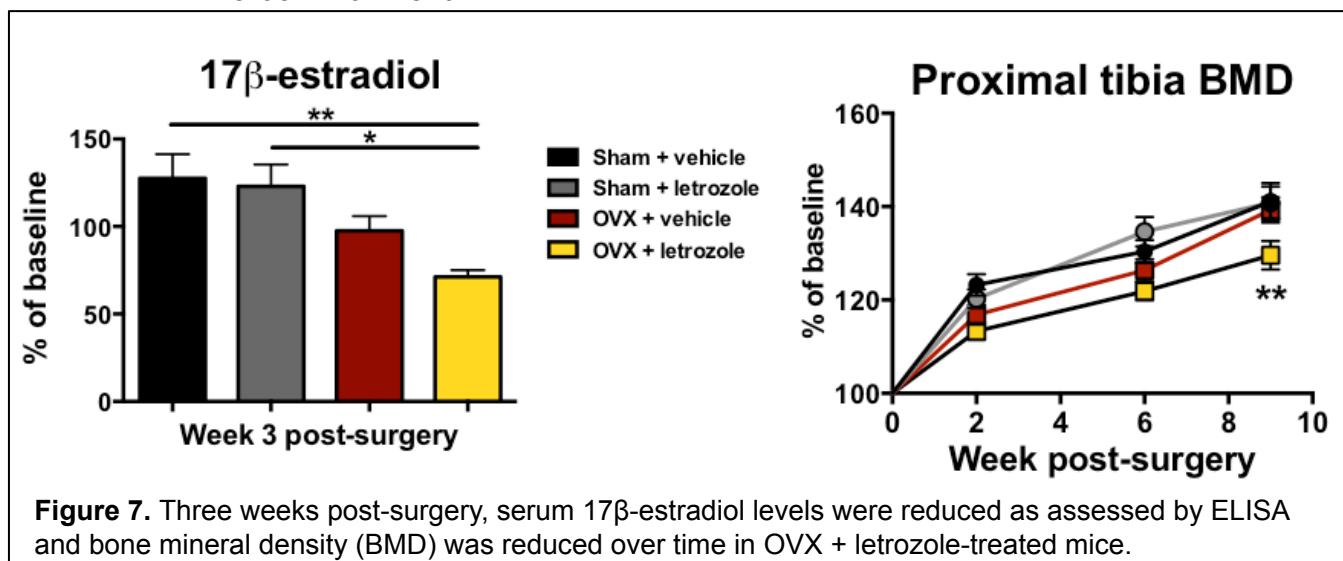 17β-estradiol
**
*
150
100
50
0
% of baseline
Week 3 post-surgery
Sham + vehicle
Sham + letrozole
OVX + vehicle
OVX + letrozole
Proximal tibia BMD
160
140
120
100
% of baseline
**
0 2 4 6 8 10
Week post-surgery
Figure 7. Three weeks post-surgery, serum 17β-estradiol levels were reduced as assessed by ELISA
and bone mineral density (BMD) was reduced over time in OVX + letrozole-treated mice.